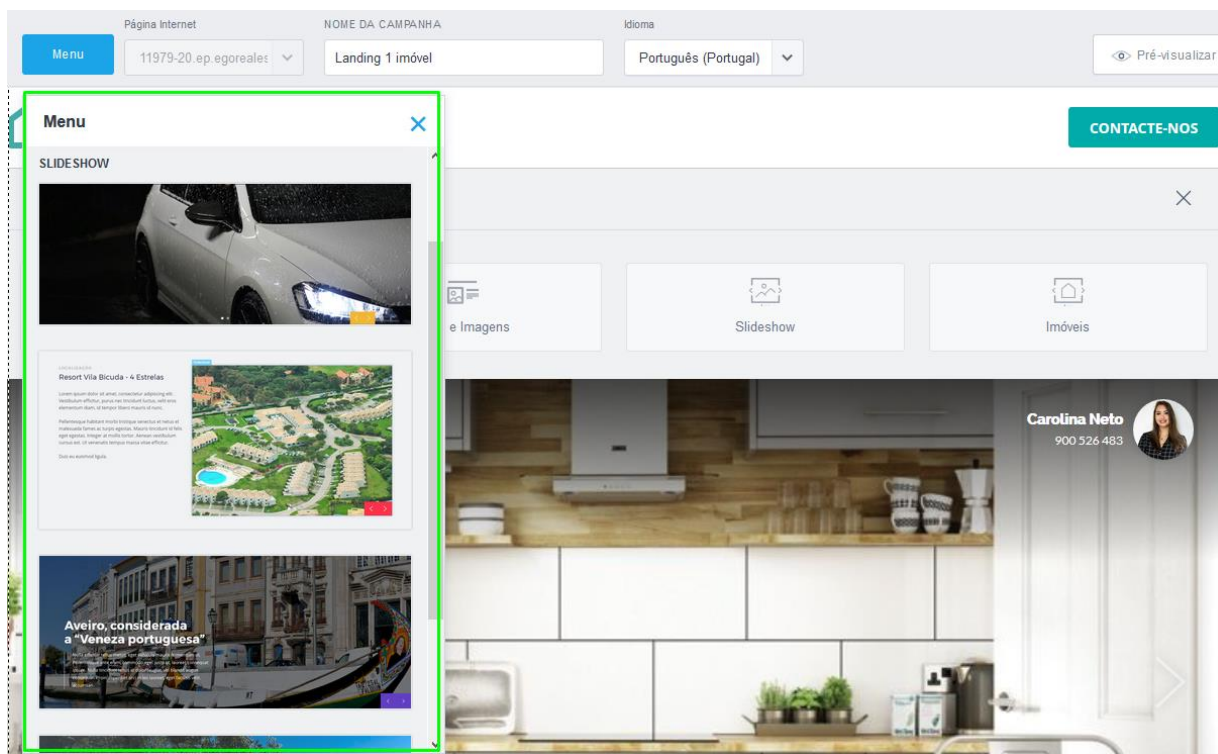 Página Internet
NOME DA CAMPANHA
Idioma
Menu
11979-20.ep.egoreales
Landing 1 imóvel
Português (Portugal)
Pré-visualizar
Menu
CONTACTE-NOS
SLIDESHOW
e Imagens
Slideshow
Imóveis
LOCALIZAÇÃO
Resort Vila Bicuda - 4 Estrelas
Carolina Neto
900 526 483
Aveiro, considerada
a “Veneza portuguesa”